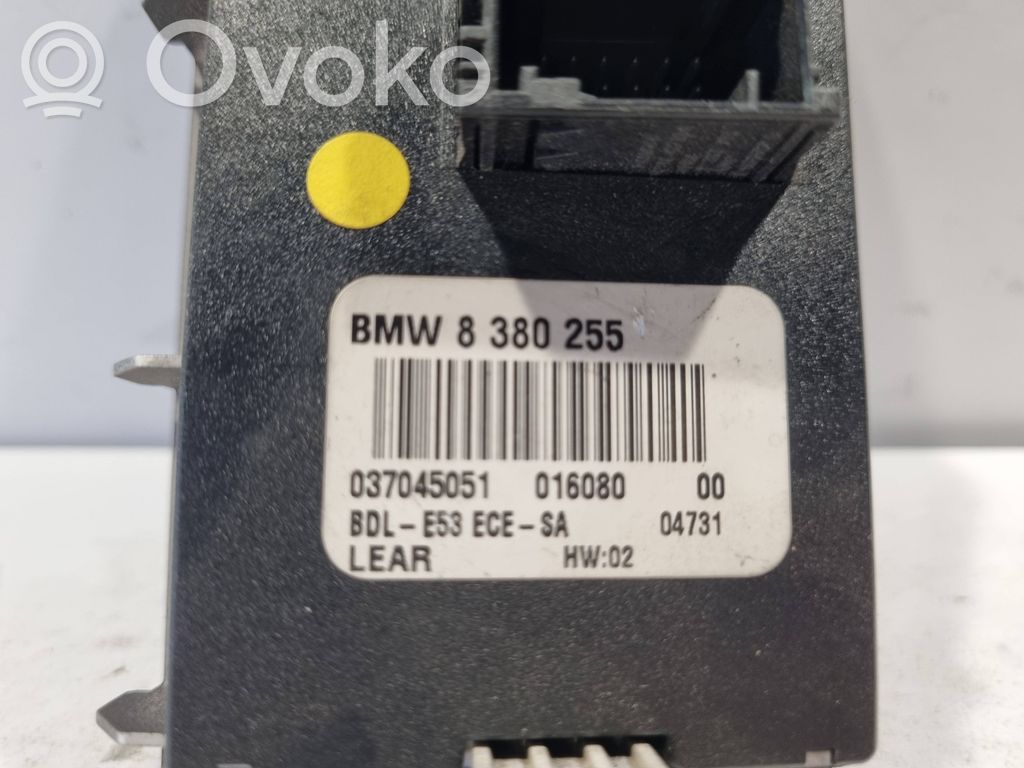 Ovoko
BMW 8 380 255
037045051 016080 00
BDL-E53 ECE-SA 04731
LEAR HW:02